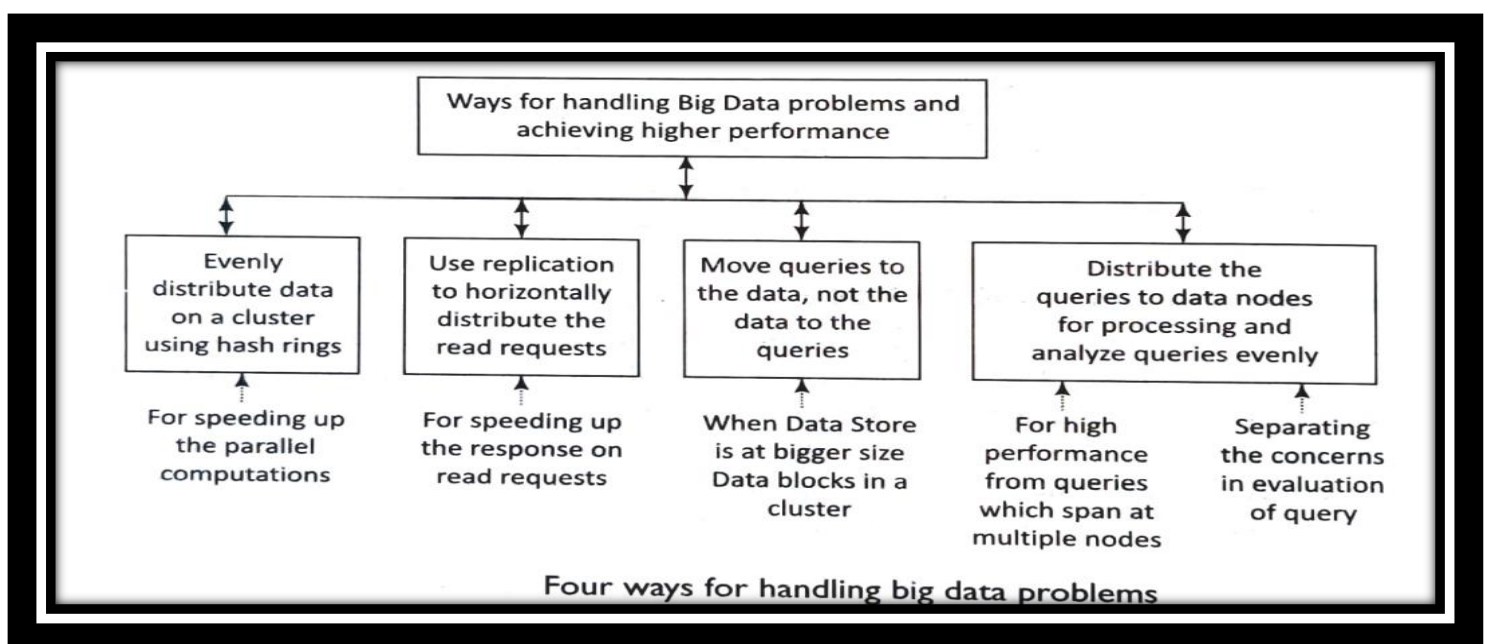 Ways for handling Big Data problems and
achieving higher performance
Evenly
distribute data
on a cluster
using hash rings
Use replication
to horizontally
distribute the
read requests
Move queries to
the data, not the
data to the
queries
Distribute the
queries to data nodes
for processing and
analyze queries evenly
For speeding up
the parallel
computations
For speeding up
the response on
read requests
When Data Store
is at bigger size
Data blocks in a
cluster
For high
performance
from queries
which span at
multiple nodes
Separating
the concerns
in evaluation
of query
Four ways for handling big data problems